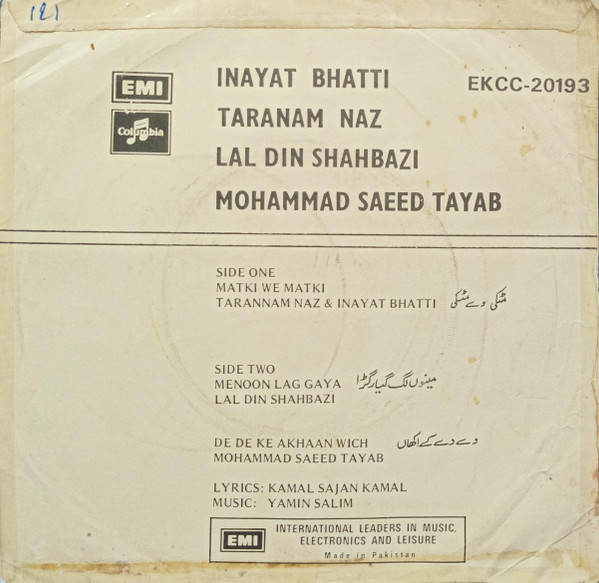 121
EMI
Columbia
INAYAT BHATTI
EKCC-20193
TARANAM NAZ
LAL DIN SHAHBAZI
MOHAMMAD SAEED TAYAB
SIDE ONE
MATKI WE MATKI
TARANNAM NAZ & INAYAT BHATTI مٹکی وے مٹکی
SIDE TWO
MENOON LAG GAYA مینوں لگ گیا رگڑا
LAL DIN SHAHBAZI
DE DE KE AKHAAN WICH دے دے کے اکھاں
MOHAMMAD SAEED TAYAB
LYRICS: KAMAL SAJAN KAMAL
MUSIC: YAMIN SALIM
EMI
INTERNATIONAL LEADERS IN MUSIC,
ELECTRONICS AND LEISURE
Made in Pakistan